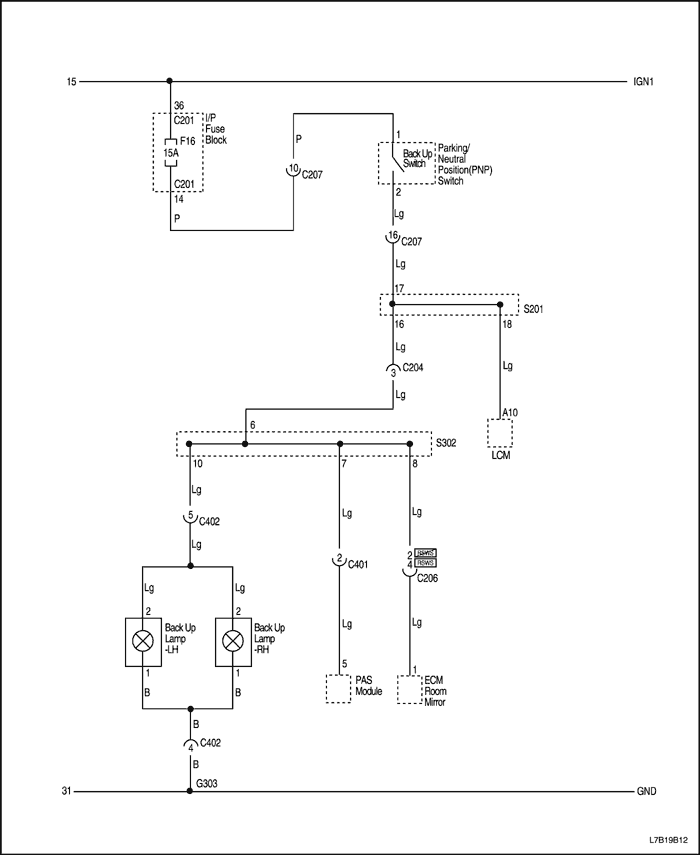 15 IGN1
36
C201 I/P
Fuse
Block
F16
15A
C201
14
P
P
10 C207
1
Back Up
Switch
Parking/
Neutral
Position(PNP)
Switch
2
Lg
16 C207
Lg
17
S201
16 18
Lg Lg
3 C204
Lg
A10
LCM
6
S302
10 7 8
Lg Lg Lg
5 C402
Lg
2 C401
2
4 RSWIS
C206
Lg Lg
2 2
Back Up
Lamp
-LH
Back Up
Lamp
-RH
1 1
B B
Lg Lg
5 1
PAS
Module
ECM
Room
Mirror
B
4 C402
B
G303
31 GND
L7B19B12